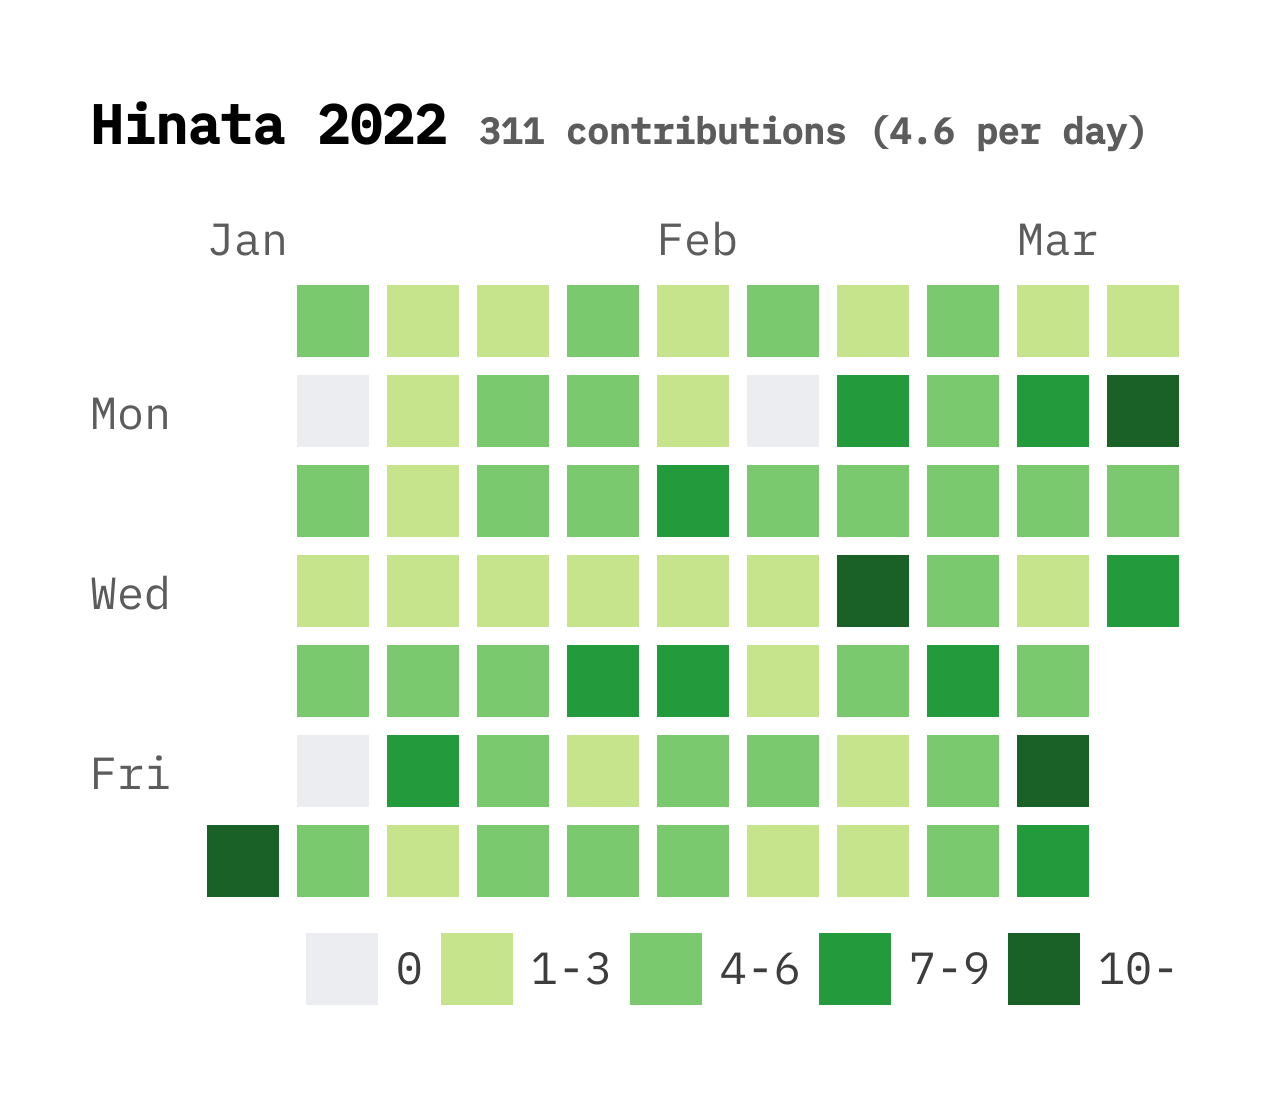 Hinata 2022 311 contributions (4.6 per day)
Jan Feb Mar
Mon
Wed
Fri
0 1-3 4-6 7-9 10-